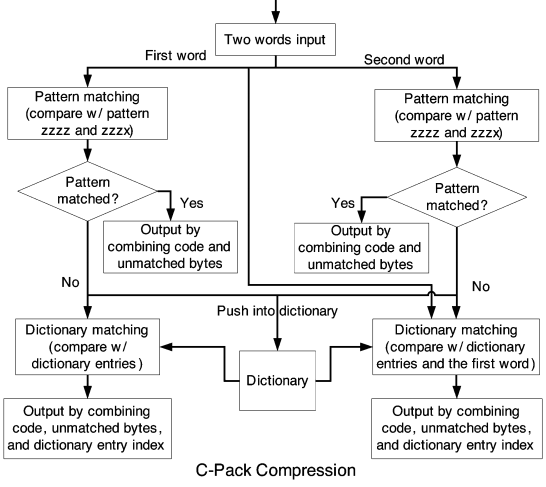 Two words input
First word
Second word
Pattern matching
(compare w/ pattern
zzzz and zzzx)
Pattern matching
(compare w/ pattern
zzzz and zzzx)
Pattern
matched?
Yes
Output by
combining code and
unmatched bytes
Pattern
matched?
Yes
Output by
combining code and
unmatched bytes
No
No
Push into dictionary
Dictionary matching
(compare w/
dictionary entries)
Dictionary
Dictionary matching
(compare w/ dictionary
entries and the first word)
Output by combining
code, unmatched bytes,
and dictionary entry index
Output by combining
code, unmatched bytes,
and dictionary entry index
C-Pack Compression